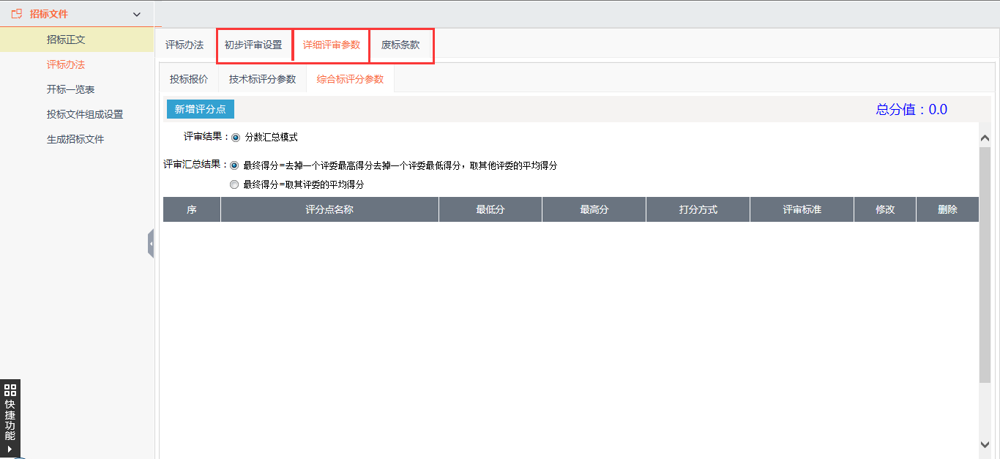 招标文件
招标正文
评标办法
开标一览表
投标文件组成设置
生成招标文件
快捷功能
评标办法 初步评审设置 详细评审参数 废标条款
投标报价 技术标评分参数 综合标评分参数
新增评分点 总分值：0.0
评审结果： 分数汇总模式
评审汇总结果： 最终得分=去掉一个评委最高得分去掉一个评委最低得分，取其他评委的平均得分
最终得分=取其评委的平均得分
序 评分点名称 最低分 最高分 打分方式 评审标准 修改 删除